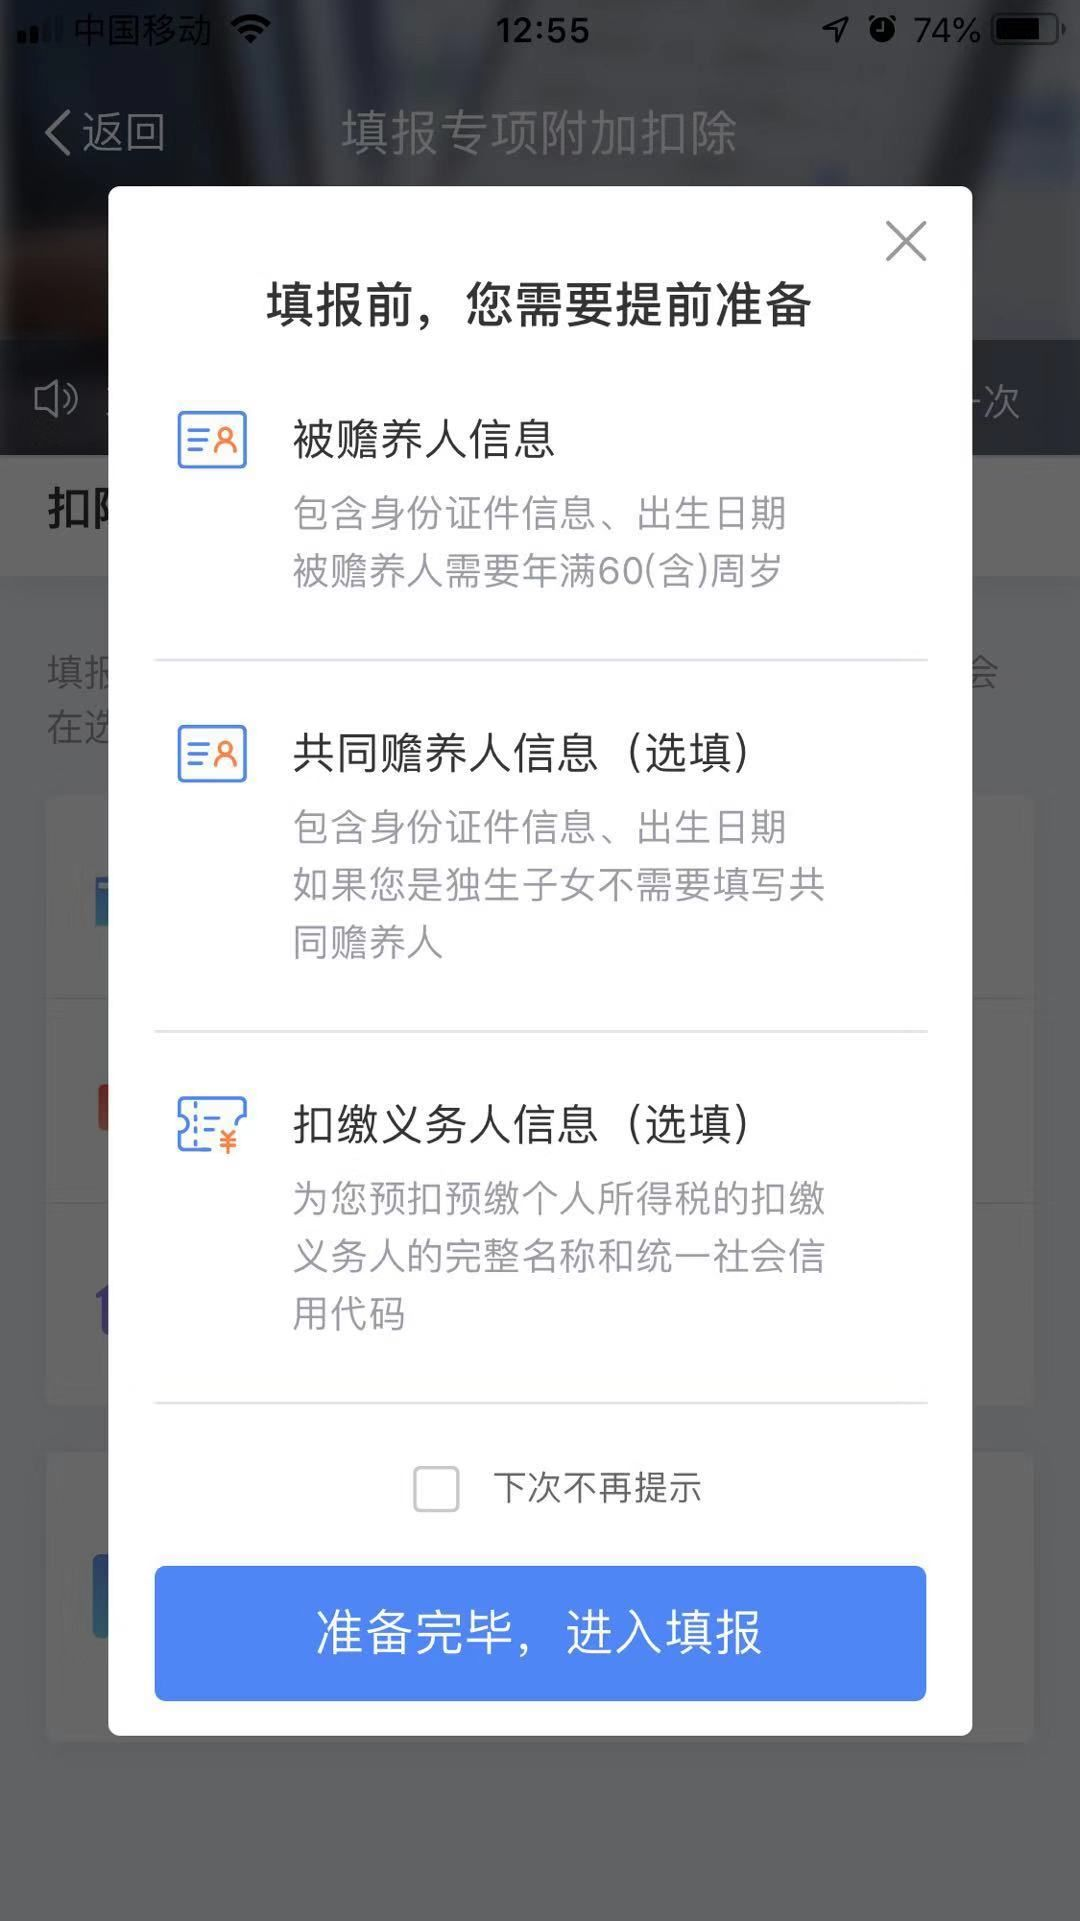 中国移动
12:55
74%
返回
填报专项附加扣除
填报前，您需要提前准备
次
被赡养人信息
扣
包含身份证件信息、出生日期
被赡养人需要年满60(含)周岁
填报
会
在选
共同赡养人信息（选填）
包含身份证件信息、出生日期
如果您是独生子女不需要填写共
同赡养人
扣缴义务人信息（选填）
为您预扣预缴个人所得税的扣缴
义务人的完整名称和统一社会信
用代码
下次不再提示
准备完毕，进入填报